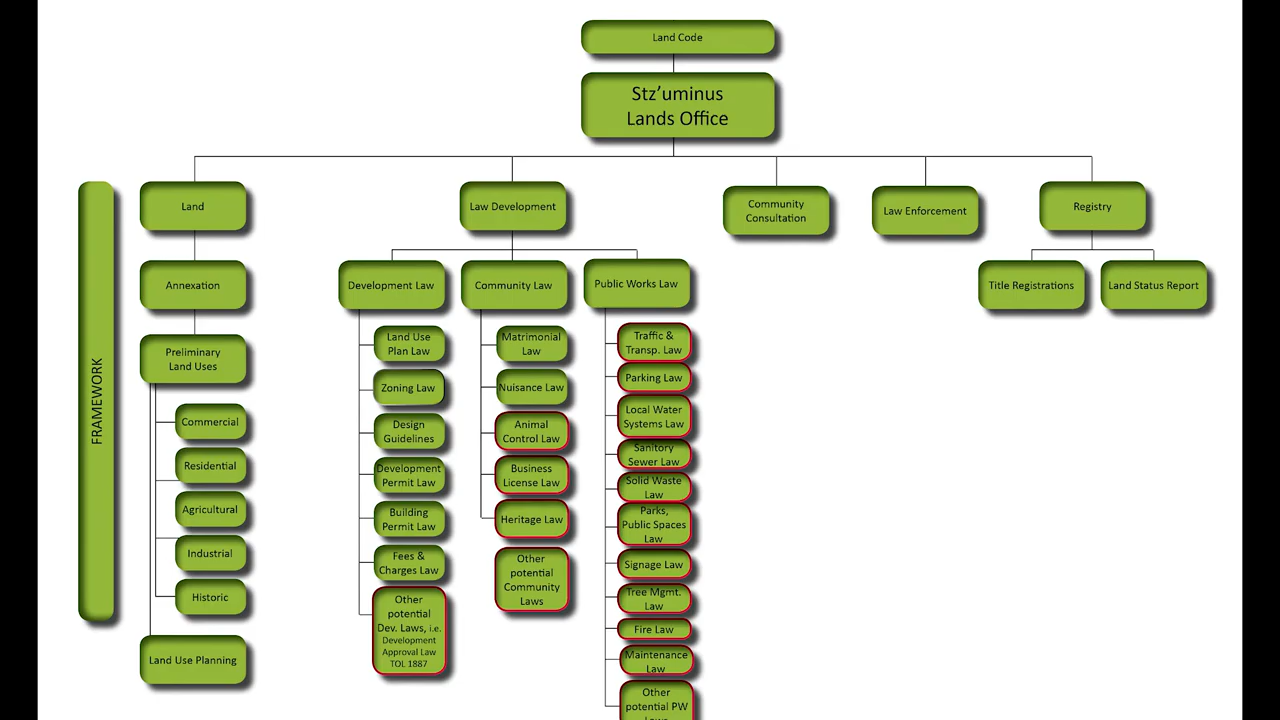 Land Code
Stz’uminus
Lands Office
FRAMEWORK
Land
Law Development
Community
Consultation
Law Enforcement
Registry
Annexation
Preliminary
Land Uses
Commercial
Residential
Agricultural
Industrial
Historic
Land Use Planning
Development Law
Land Use
Plan Law
Zoning Law
Design
Guidelines
Development
Permit Law
Building
Permit Law
Fees &
Charges Law
Other
potential
Dev. Laws, i.e.
Development
Approval Law
TOL 1887
Community Law
Matrimonial
Law
Nuisance Law
Animal
Control Law
Business
License Law
Heritage Law
Other
potential
Community
Laws
Public Works Law
Traffic &
Transp. Law
Parking Law
Local Water
Systems Law
Sanitory
Sewer Law
Solid Waste
Law
Parks,
Public Spaces
Law
Signage Law
Tree Mgmt.
Law
Fire Law
Maintenance
Law
Other
potential PW
Laws
Title Registrations
Land Status Report